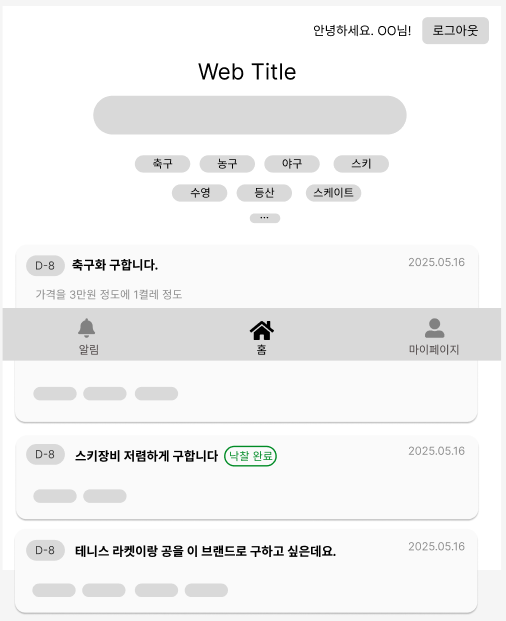 안녕하세요. OO님! 로그아웃
Web Title
축구 농구 야구 스키
수영 등산 스케이트
...
D-8 축구화 구합니다. 2025.05.16
가격을 3만원 정도에 1켤레 정도
알림 홈 마이페이지
D-8 스키장비 저렴하게 구합니다 낙찰 완료 2025.05.16
D-8 테니스 라켓이랑 공을 이 브랜드로 구하고 싶은데요. 2025.05.16